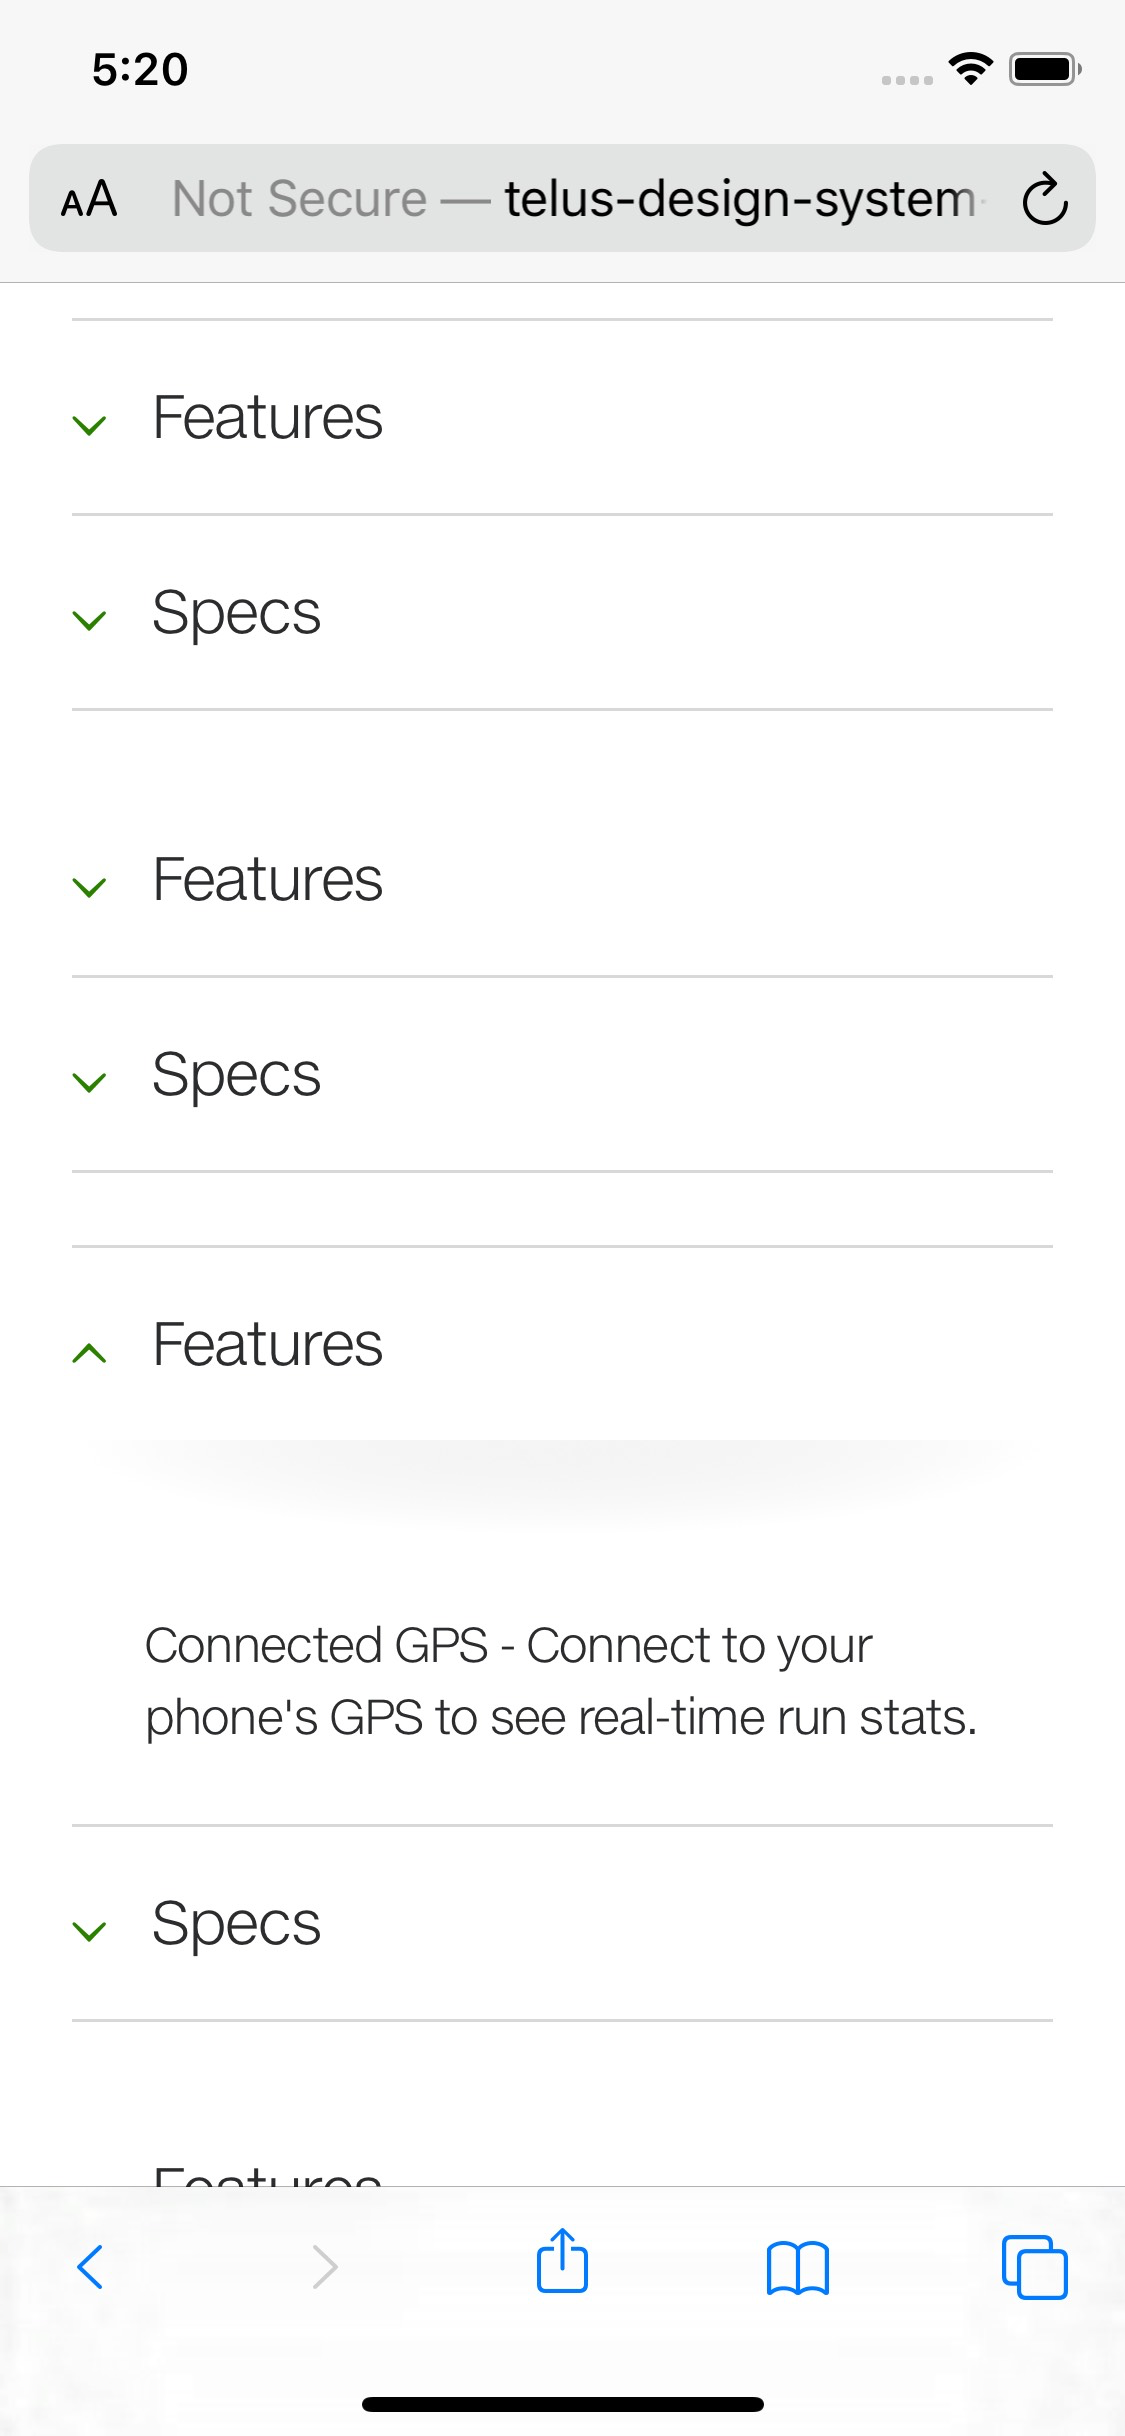 5:20
AA Not Secure — telus-design-system-
Features
Specs
Features
Specs
Features
Connected GPS - Connect to your
phone's GPS to see real-time run stats.
Specs
Features